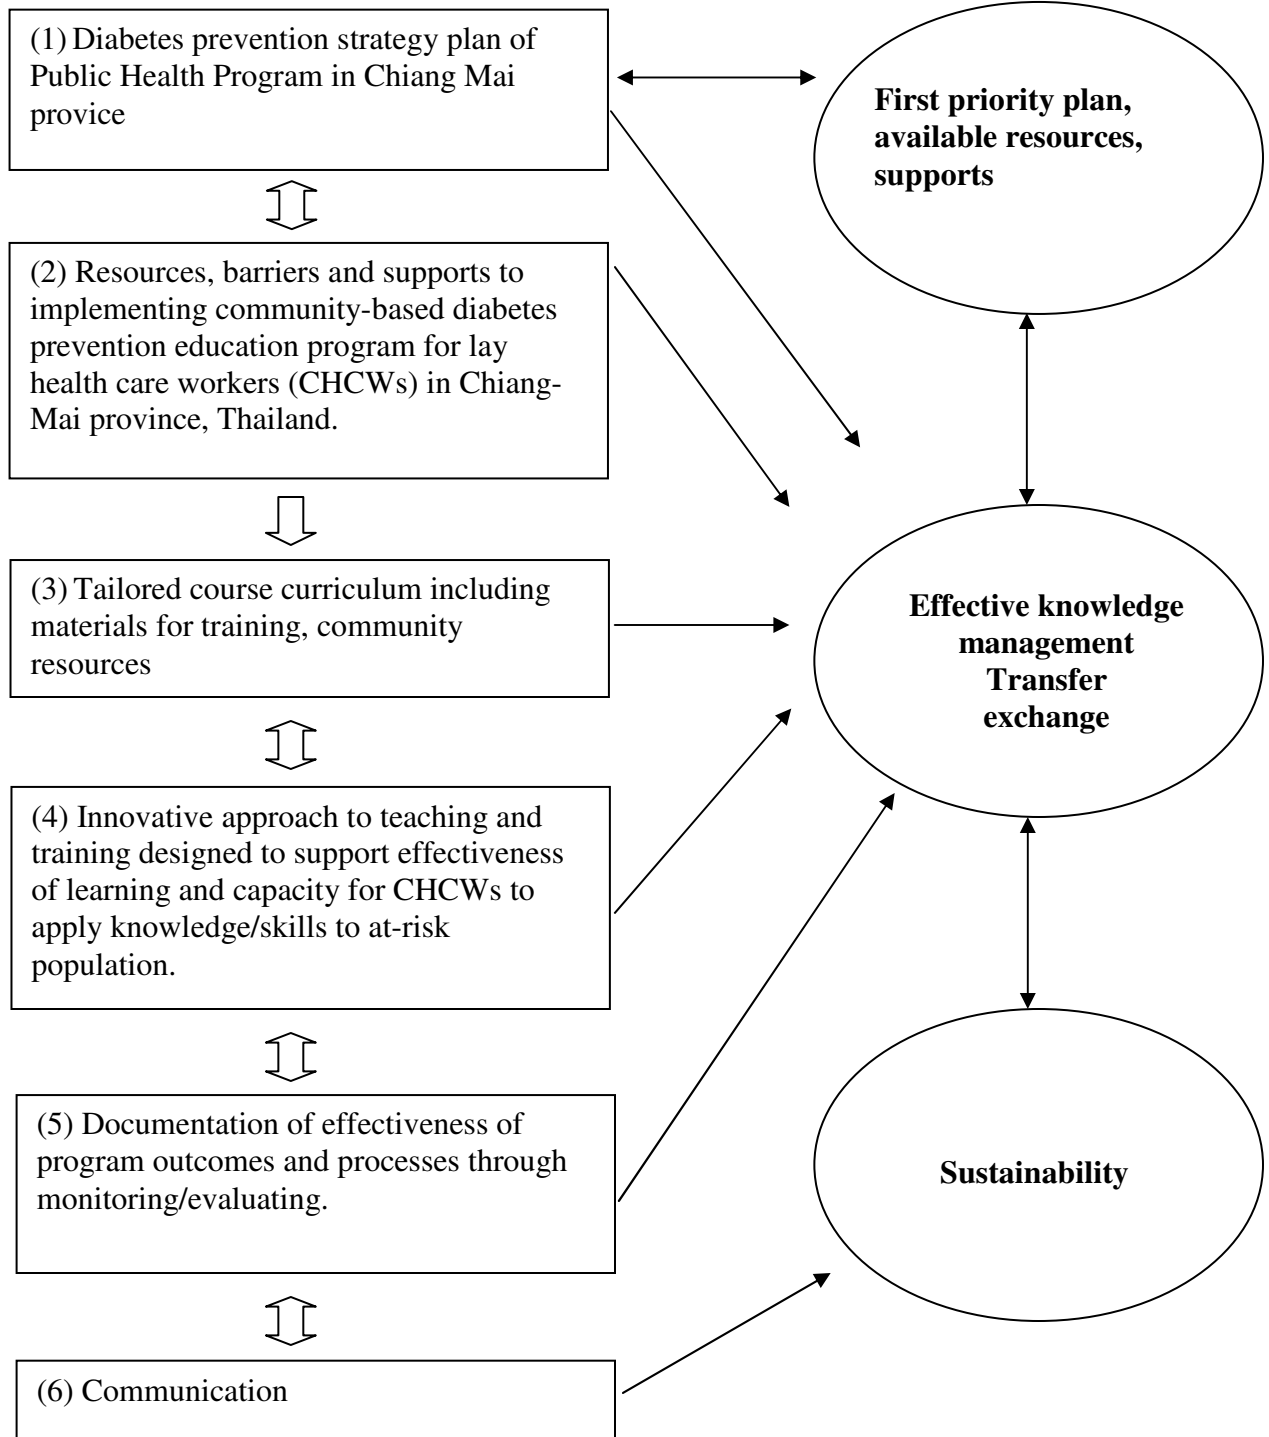 (1) Diabetes prevention strategy plan of
Public Health Program in Chiang Mai
provice
First priority plan,
available resources,
supports
(2) Resources, barriers and supports to
implementing community-based diabetes
prevention education program for lay
health care workers (CHCWs) in Chiang-
Mai province, Thailand.
(3) Tailored course curriculum including
materials for training, community
resources
Effective knowledge
management
Transfer
exchange
(4) Innovative approach to teaching and
training designed to support effectiveness
of learning and capacity for CHCWs to
apply knowledge/skills to at-risk
population.
(5) Documentation of effectiveness of
program outcomes and processes through
monitoring/evaluating.
Sustainability
(6) Communication